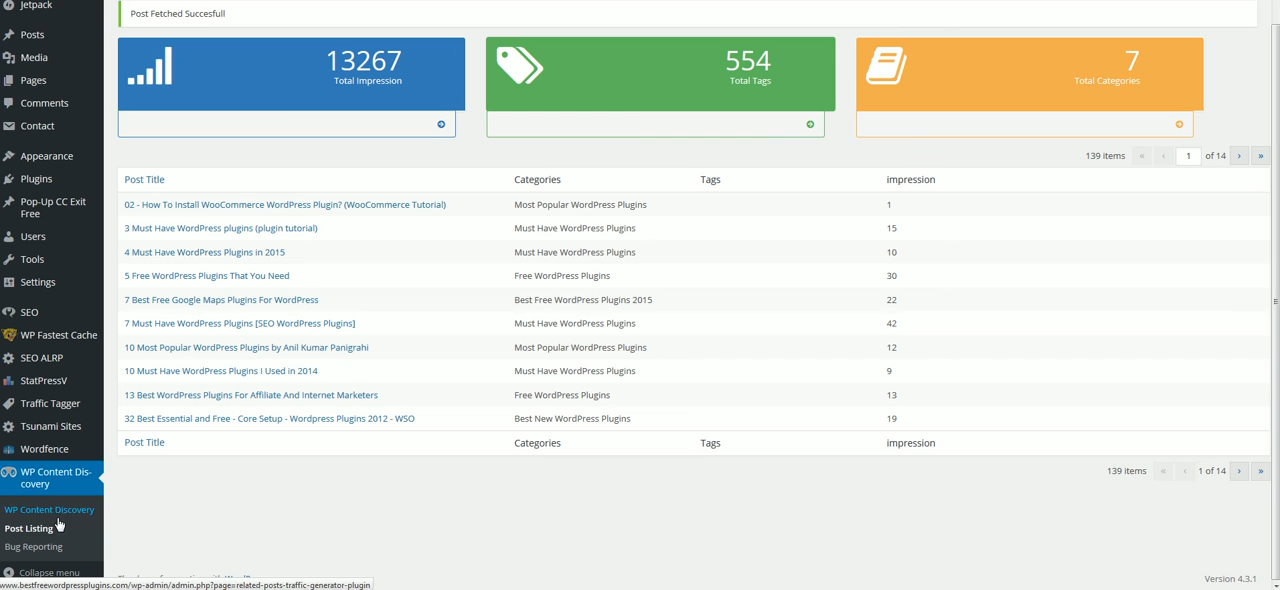 Jetpack
Posts
Media
Pages
Comments
Contact
Appearance
Plugins
Pop-Up CC Exit
Free
Users
Tools
Settings
SEO
WP Fastest Cache
SEO ALRP
StatPressV
Traffic Tagger
Tsunami Sites
Wordfence
WP Content Dis-
covery
WP Content Discovery
Post Listing
Bug Reporting
Collapse menu
Post Fetched Succesfull
13267
Total Impression
554
Total Tags
7
Total Categories
139 items « ‹ 1 of 14 › »
Post Title Categories Tags impression
02 - How To Install WooCommerce WordPress Plugin? (WooCommerce Tutorial) Most Popular WordPress Plugins 1
3 Must Have WordPress plugins (plugin tutorial) Must Have WordPress Plugins 15
4 Must Have WordPress Plugins in 2015 Must Have WordPress Plugins 10
5 Free WordPress Plugins That You Need Free WordPress Plugins 30
7 Best Free Google Maps Plugins For WordPress Best Free WordPress Plugins 2015 22
7 Must Have WordPress Plugins [SEO WordPress Plugins] Must Have WordPress Plugins 42
10 Most Popular WordPress Plugins by Anil Kumar Panigrahi Most Popular WordPress Plugins 12
10 Must Have WordPress Plugins I Used in 2014 Must Have WordPress Plugins 9
13 Best WordPress Plugins For Affiliate And Internet Marketers Free WordPress Plugins 13
32 Best Essential and Free - Core Setup - Wordpress Plugins 2012 - WSO Best New WordPress Plugins 19
Post Title Categories Tags impression
139 items « ‹ 1 of 14 › »
Version 4.3.1
www.bestfreewordpressplugins.com/wp-admin/admin.php?page=related-posts-traffic-generator-plugin